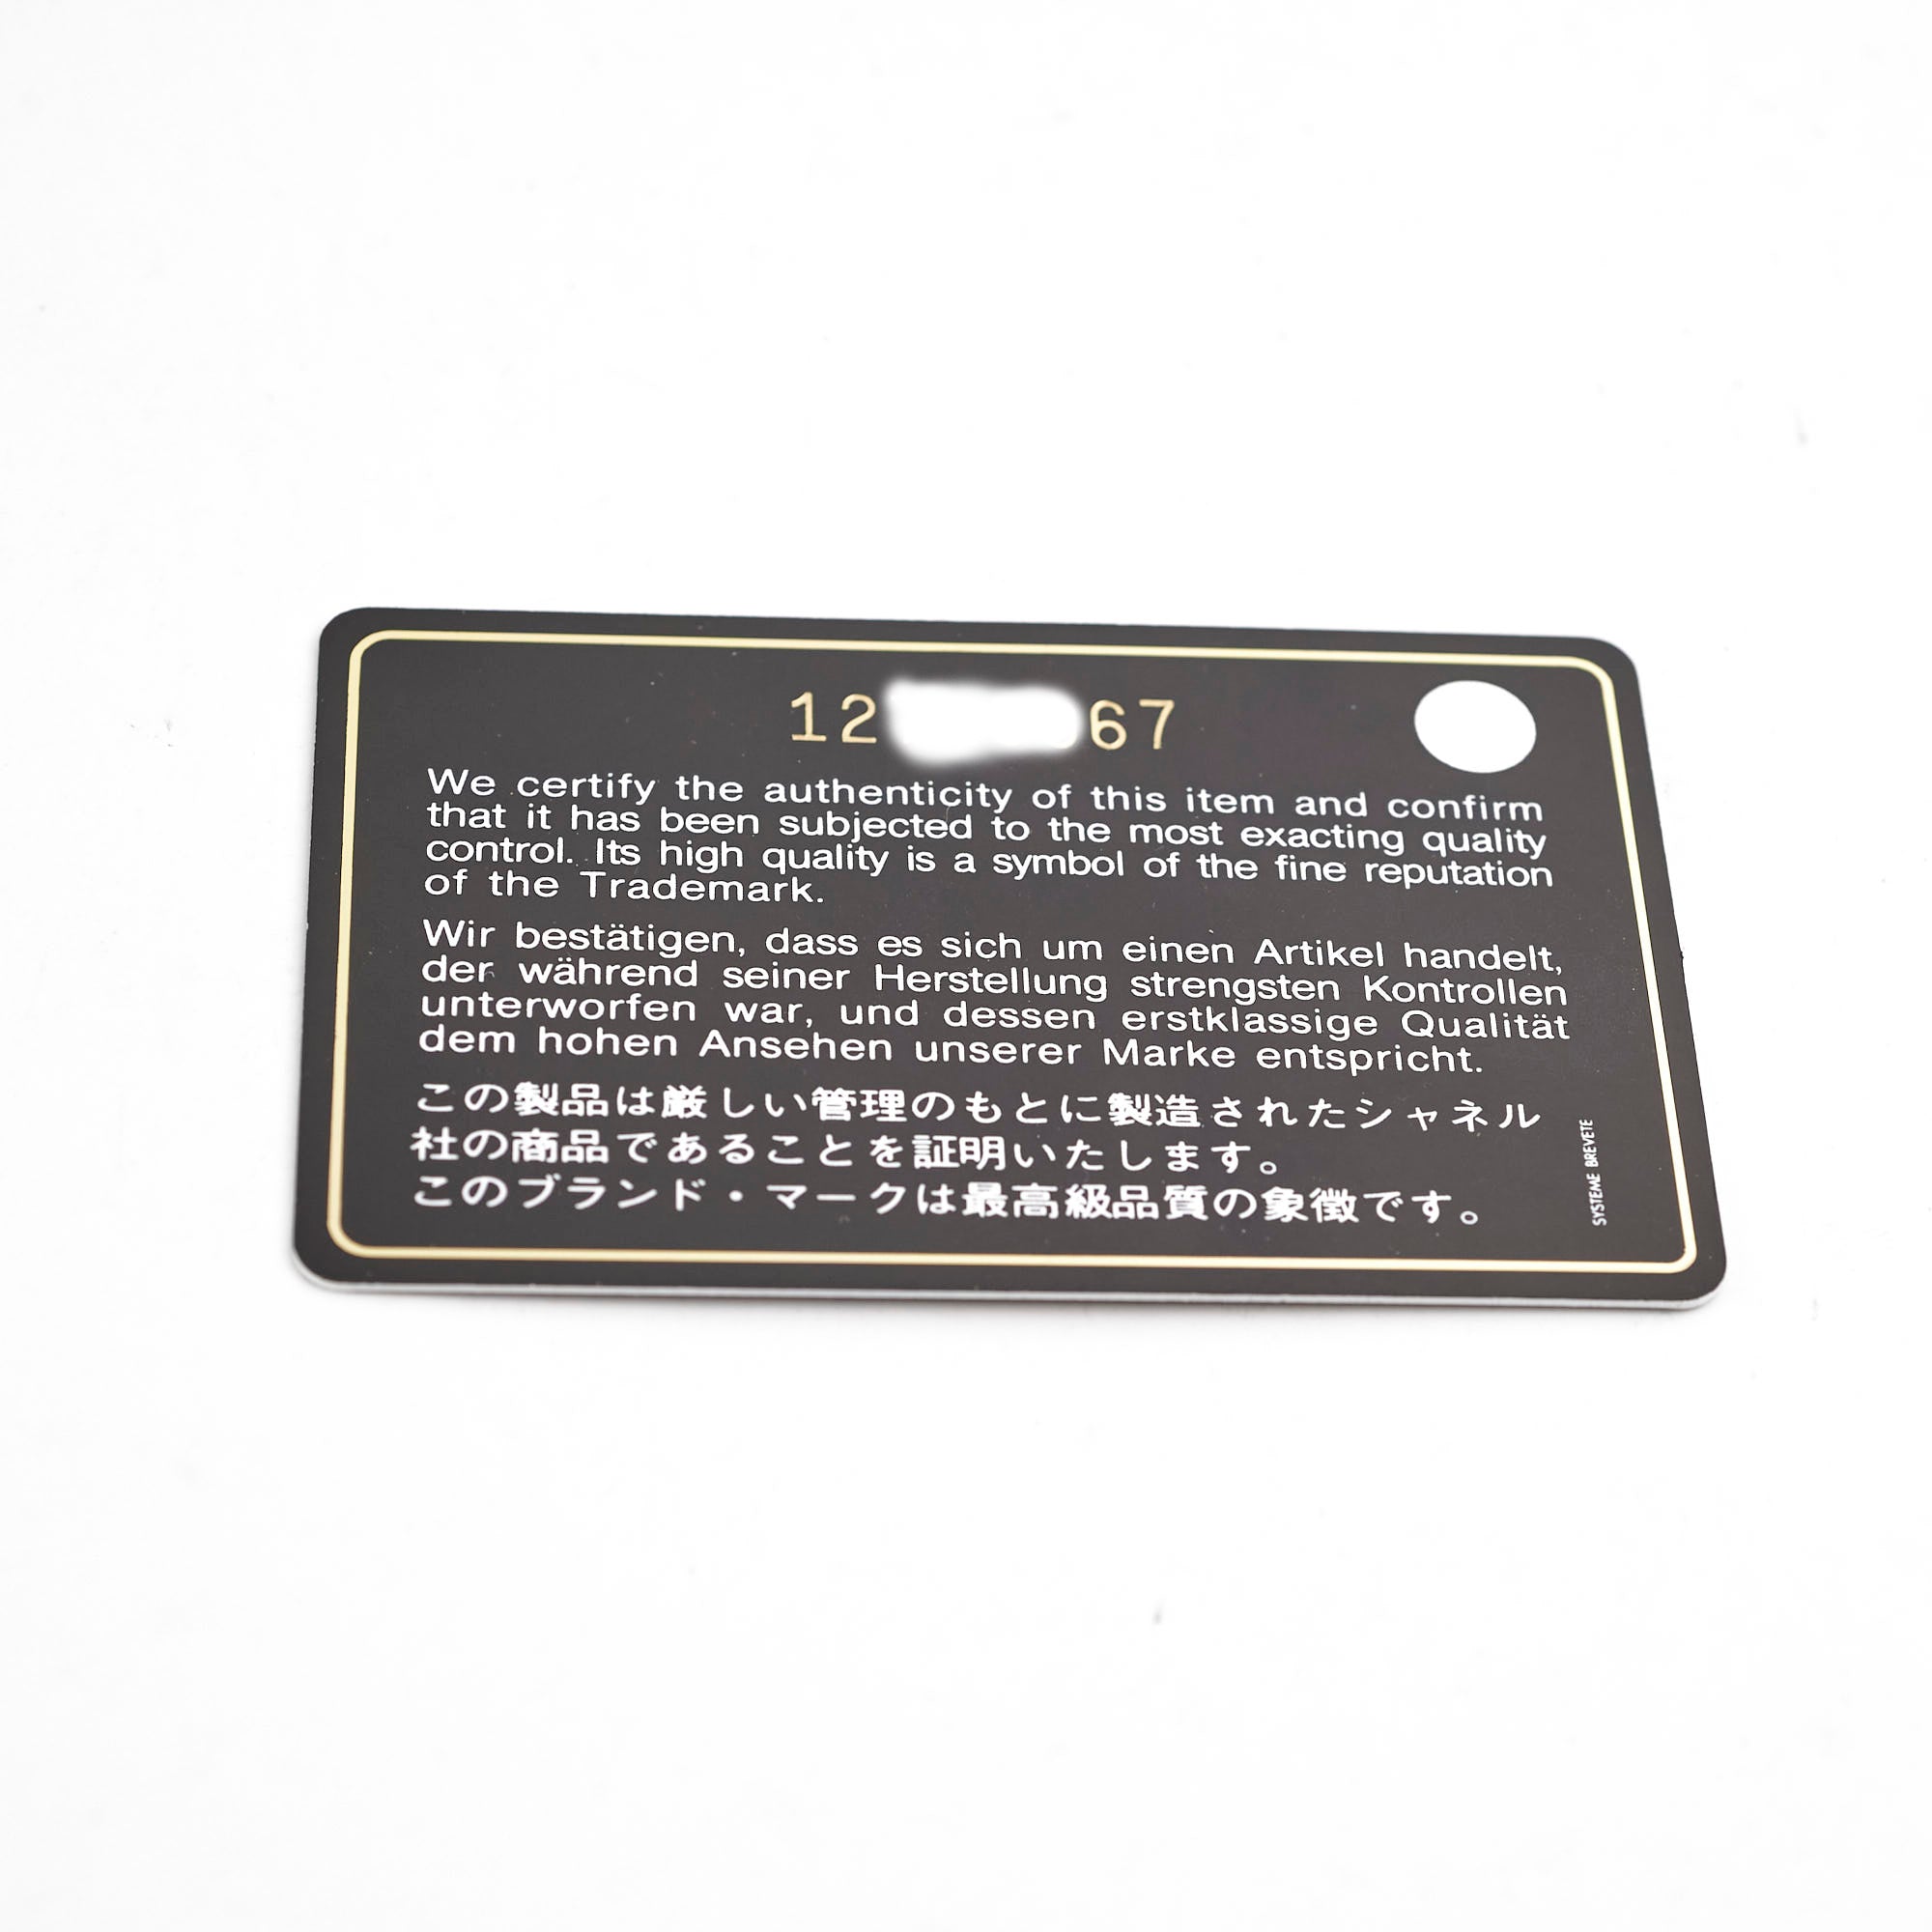 12 67
We certify the authenticity of this item and confirm
that it has been subjected to the most exacting quality
control. Its high quality is a symbol of the fine reputation
of the Trademark.
Wir bestätigen, dass es sich um einen Artikel handelt,
der während seiner Herstellung strengsten Kontrollen
unterworfen war, und dessen erstklassige Qualität
dem hohen Ansehen unserer Marke entspricht.
この製品は厳しい管理のもとに製造されたシャネル
社の商品であることを証明いたします。
このブランド・マークは最高級品質の象徴です。
SYSTEME BREVETE